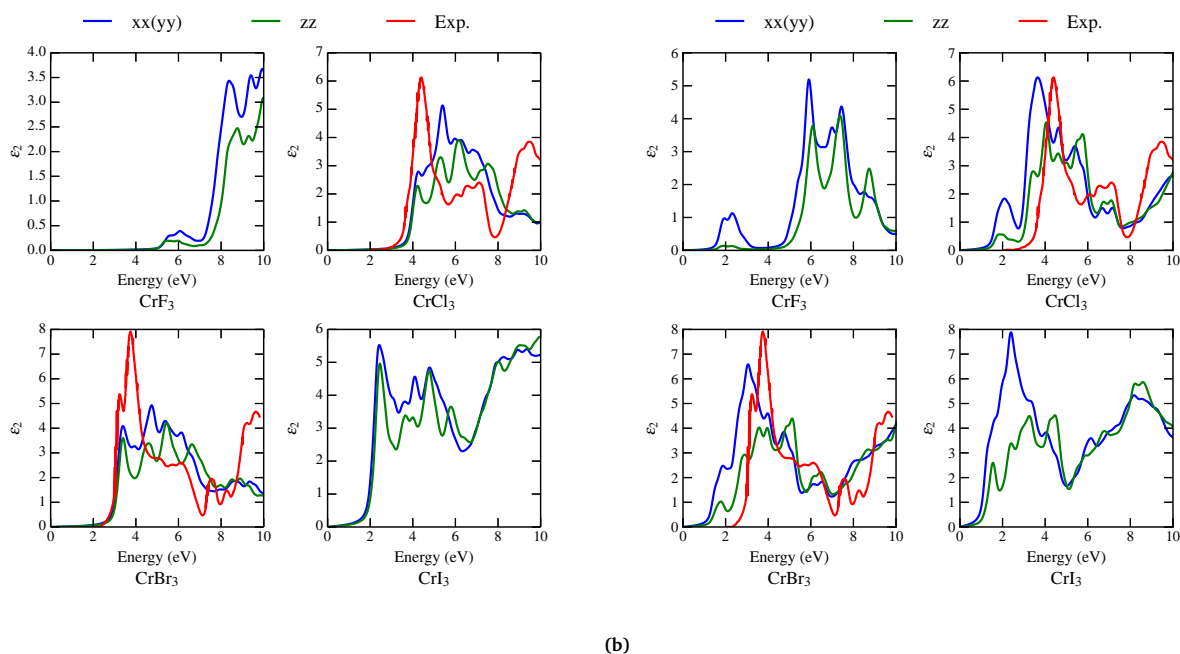 xx(yy) zz Exp. xx(yy) zz Exp.
4.0 3.5 3.0 2.5 2.0 1.5 1.0 0.5 0.0
ε₂
0 2 4 6 8 10
Energy (eV)
CrF₃
7 6 5 4 3 2 1 0
ε₂
0 2 4 6 8 10
Energy (eV)
CrCl₃
6 5 4 3 2 1 0
ε₂
0 2 4 6 8 10
Energy (eV)
CrF₃
7 6 5 4 3 2 1 0
ε₂
0 2 4 6 8 10
Energy (eV)
CrCl₃
8 7 6 5 4 3 2 1 0
ε₂
0 2 4 6 8 10
Energy (eV)
CrBr₃
6 5 4 3 2 1 0
ε₂
0 2 4 6 8 10
Energy (eV)
CrI₃
8 7 6 5 4 3 2 1 0
ε₂
0 2 4 6 8 10
Energy (eV)
CrBr₃
8 7 6 5 4 3 2 1 0
ε₂
0 2 4 6 8 10
Energy (eV)
CrI₃
(b)